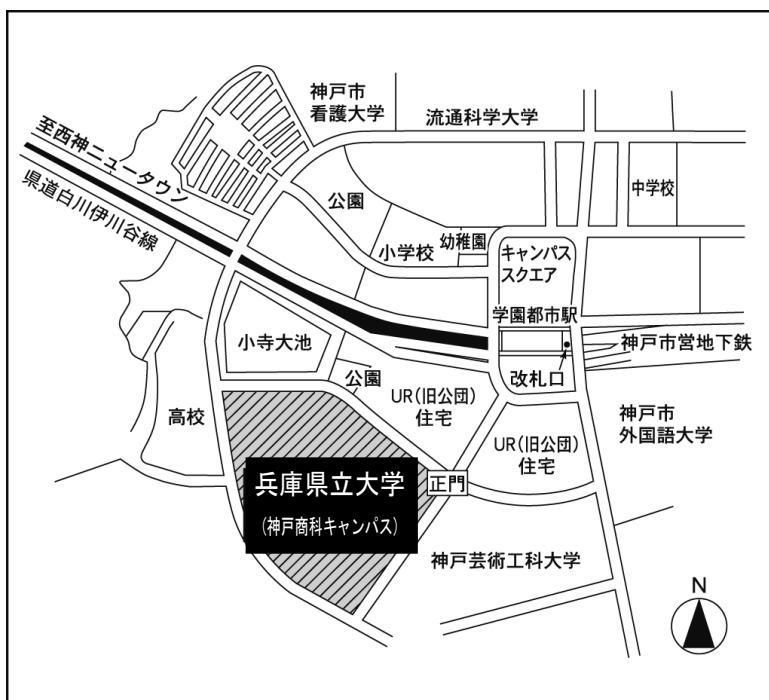 神戸市
看護大学
流通科学大学
至西神ニュータウン
県道白川伊川谷線
中学校
公園
幼稚園
小学校
キャンパス
スクエア
学園都市駅
神戸市営地下鉄
小寺大池
改札口
公園
UR(旧公団)
住宅
高校
神戸市
外国語大学
UR(旧公団)
住宅
兵庫県立大学
(神戸商科キャンパス)
正門
神戸芸術工科大学
N